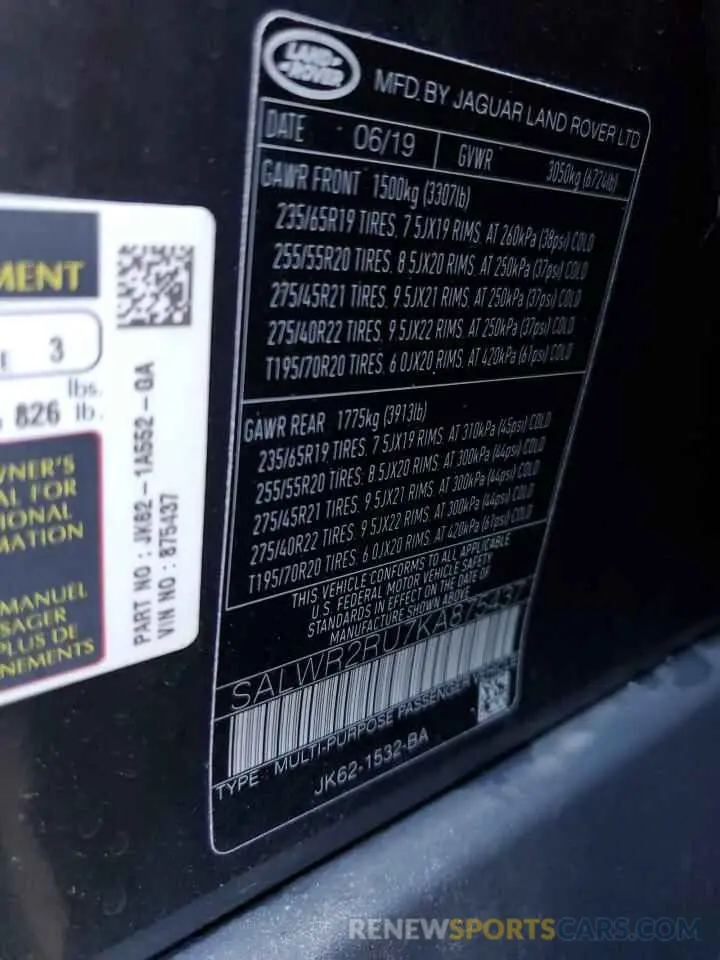 LAND ROVER
MFD. BY JAGUAR LAND ROVER LTD
DATE 06/19 GVWR 3050kg (6724lb)
GAWR FRONT 1500kg (3307lb)
235/65R19 TIRES, 7.5JX19 RIMS, AT 260kPa (38psi) COLD
255/55R20 TIRES, 8.5JX20 RIMS, AT 250kPa (37psi) COLD
275/45R21 TIRES, 9.5JX21 RIMS, AT 250kPa (37psi) COLD
275/40R22 TIRES, 9.5JX22 RIMS, AT 250kPa (37psi) COLD
T195/70R20 TIRES, 6.0JX20 RIMS, AT 420kPa (61psi) COLD
GAWR REAR 1775kg (3913lb)
235/65R19 TIRES, 7.5JX19 RIMS, AT 310kPa (45psi) COLD
255/55R20 TIRES, 8.5JX20 RIMS, AT 300kPa (44psi) COLD
275/45R21 TIRES, 9.5JX21 RIMS, AT 300kPa (44psi) COLD
275/40R22 TIRES, 9.5JX22 RIMS, AT 300kPa (44psi) COLD
T195/70R20 TIRES, 6.0JX20 RIMS, AT 420kPa (61psi) COLD
THIS VEHICLE CONFORMS TO ALL APPLICABLE
U.S. FEDERAL MOTOR VEHICLE SAFETY
STANDARDS IN EFFECT ON THE DATE OF
MANUFACTURE SHOWN ABOVE
SALWR2RU7KA875437
TYPE: MULTI-PURPOSE PASSENGER VEHICLE
JK62-1532-BA
MENT
E 3
lbs.
826 lb.
WNER'S
AL FOR
IONAL
MATION
MANUEL
SAGER
PLUS DE
NEMENTS
PART NO : JK62-1A552-GA
VIN NO : 875437
RENEWSPORTSCARS.COM